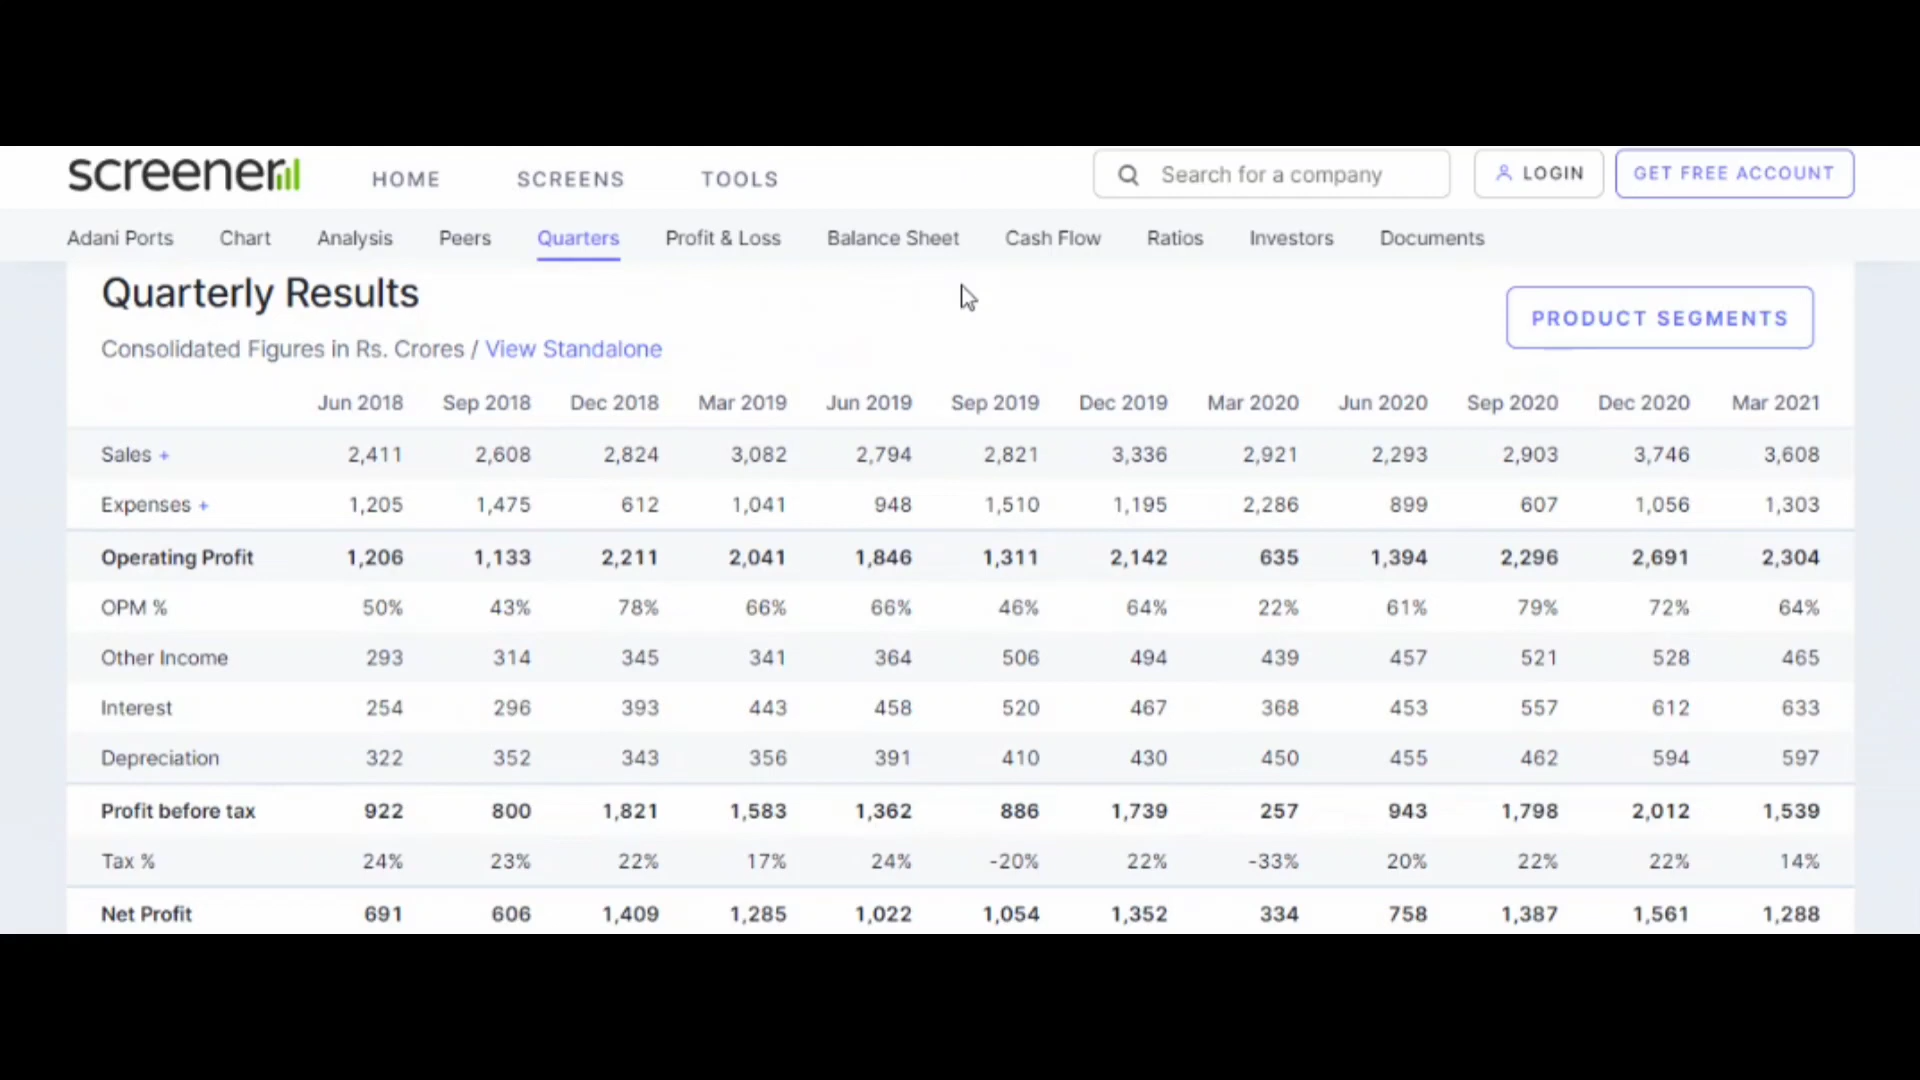 screener HOME SCREENS TOOLS Search for a company LOGIN GET FREE ACCOUNT
Adani Ports Chart Analysis Peers Quarters Profit & Loss Balance Sheet Cash Flow Ratios Investors Documents
Quarterly Results
PRODUCT SEGMENTS
Consolidated Figures in Rs. Crores / View Standalone
Jun 2018 Sep 2018 Dec 2018 Mar 2019 Jun 2019 Sep 2019 Dec 2019 Mar 2020 Jun 2020 Sep 2020 Dec 2020 Mar 2021
Sales + 2,411 2,608 2,824 3,082 2,794 2,821 3,336 2,921 2,293 2,903 3,746 3,608
Expenses + 1,205 1,475 612 1,041 948 1,510 1,195 2,286 899 607 1,056 1,303
Operating Profit 1,206 1,133 2,211 2,041 1,846 1,311 2,142 635 1,394 2,296 2,691 2,304
OPM % 50% 43% 78% 66% 66% 46% 64% 22% 61% 79% 72% 64%
Other Income 293 314 345 341 364 506 494 439 457 521 528 465
Interest 254 296 393 443 458 520 467 368 453 557 612 633
Depreciation 322 352 343 356 391 410 430 450 455 462 594 597
Profit before tax 922 800 1,821 1,583 1,362 886 1,739 257 943 1,798 2,012 1,539
Tax % 24% 23% 22% 17% 24% -20% 22% -33% 20% 22% 22% 14%
Net Profit 691 606 1,409 1,285 1,022 1,054 1,352 334 758 1,387 1,561 1,288